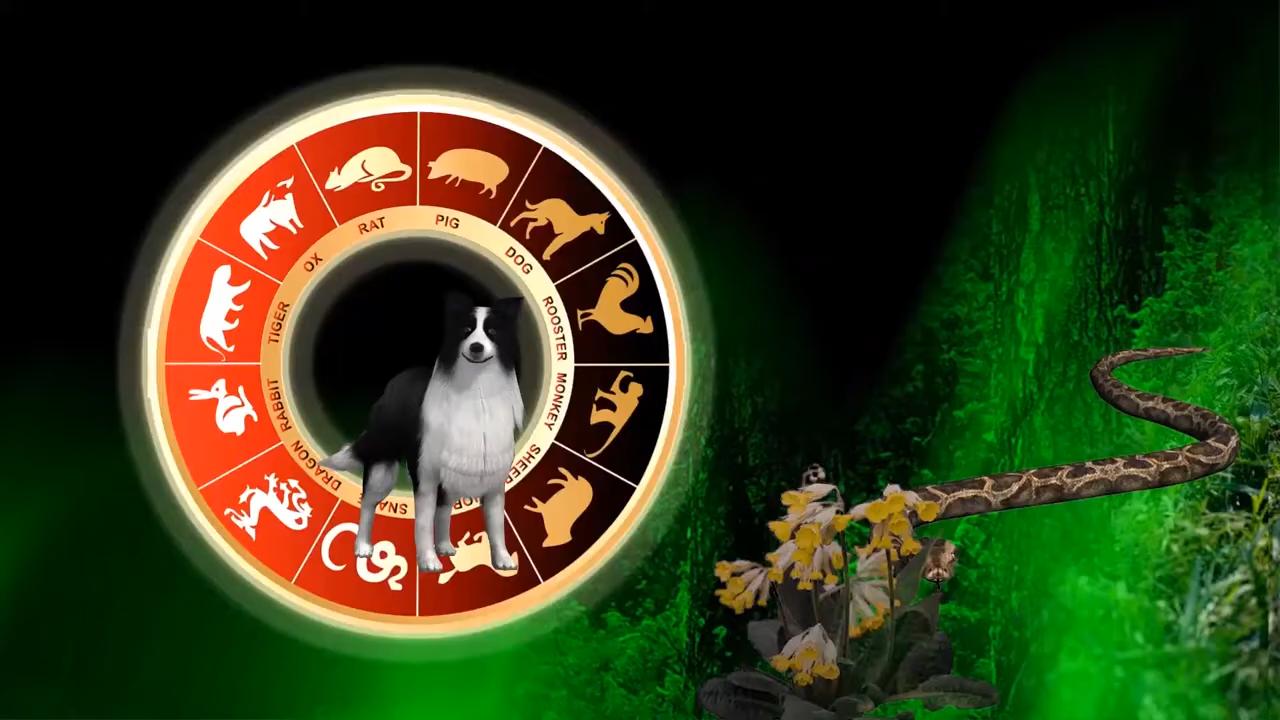 RAT
PIG
DOG
ROOSTER
MONKEY
SHEEP
DRAGON
RABBIT
TIGER
OX